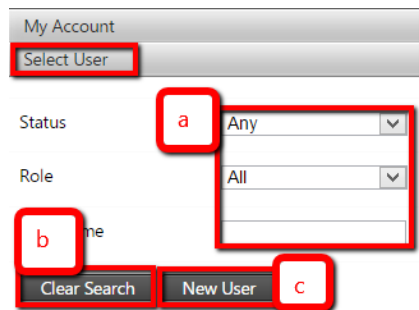 My Account
Select User
Status a Any
Role All
b me
Clear Search New User c